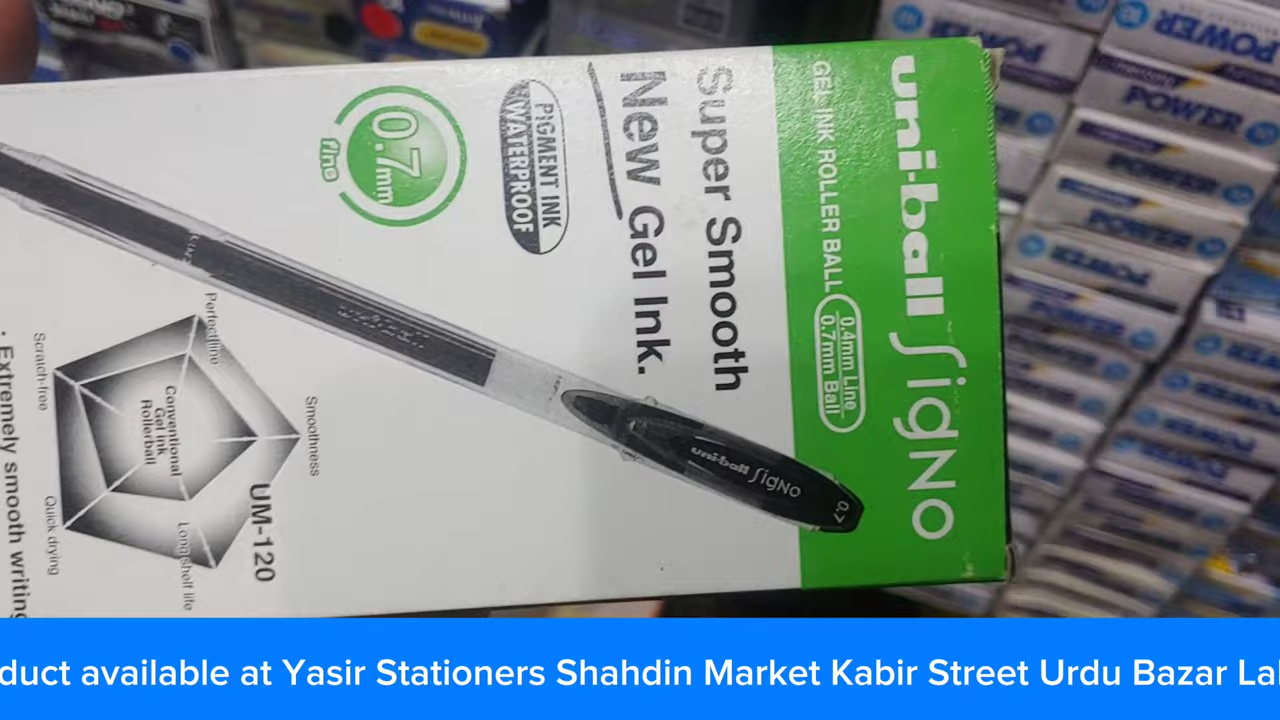 uni-ball SigNo
GEL INK ROLLER BALL
0.4mm Line
0.7mm Ball
Super Smooth
New Gel Ink.
PIGMENT INK
WATERPROOF
0.7mm
fine
uni-ball SigNo
0.7
UM-120
Smoothness
Perfect line
Scratch-free
Quick drying
Long shelf life
Conventional
Gel ink
Rollerball
• Extremely smooth writing
POWER
POWER
POWER
POWER
POWER
POWER
POWER
duct available at Yasir Stationers Shahdin Market Kabir Street Urdu Bazar La